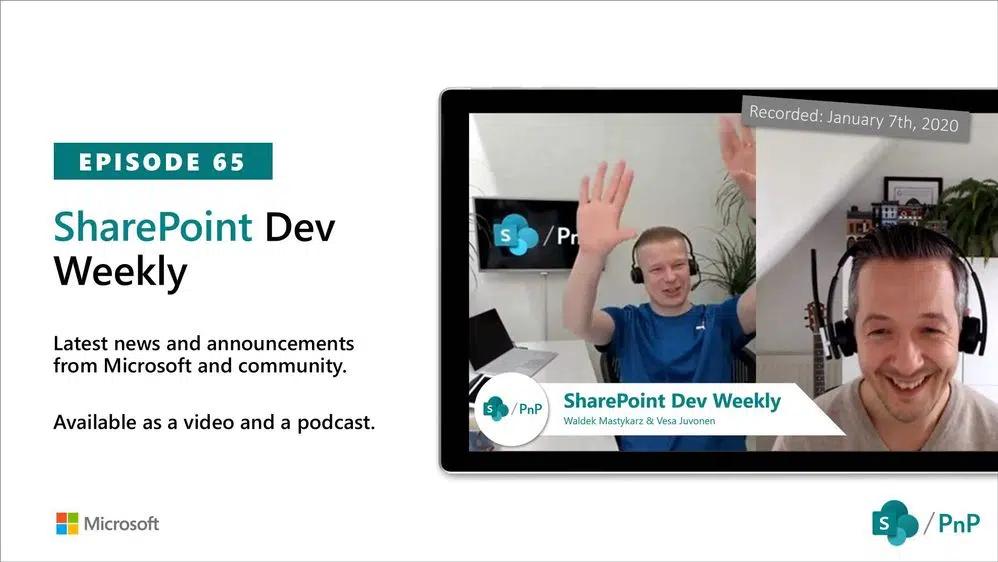 EPISODE 65
SharePoint Dev
Weekly
Latest news and announcements
from Microsoft and community.
Available as a video and a podcast.
Microsoft
Recorded: January 7th, 2020
S / Pn
S / PnP
SharePoint Dev Weekly
Waldek Mastykarz & Vesa Juvonen
S / PnP